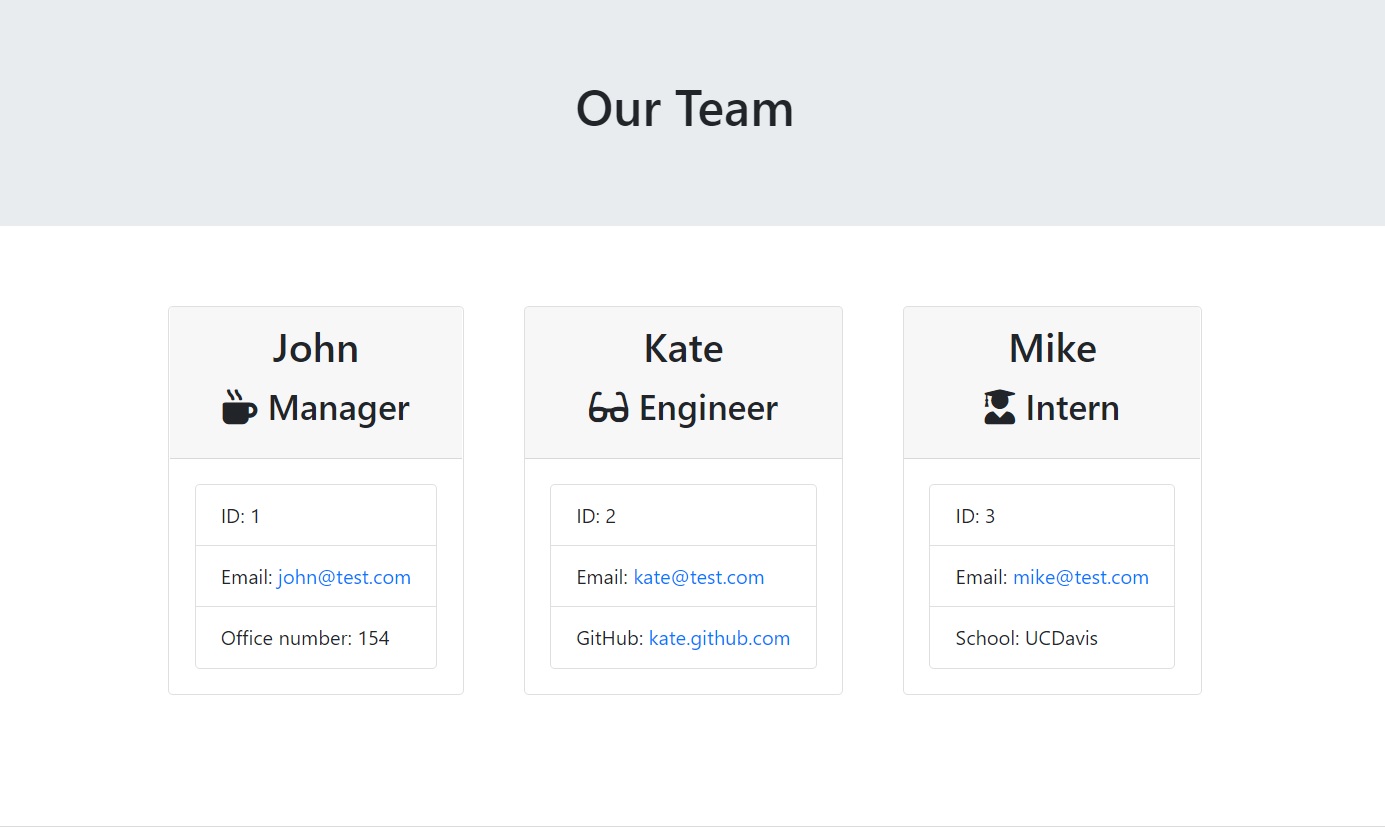 Our Team
John
Manager
ID: 1
Email: john@test.com
Office number: 154
Kate
Engineer
ID: 2
Email: kate@test.com
GitHub: kate.github.com
Mike
Intern
ID: 3
Email: mike@test.com
School: UCDavis